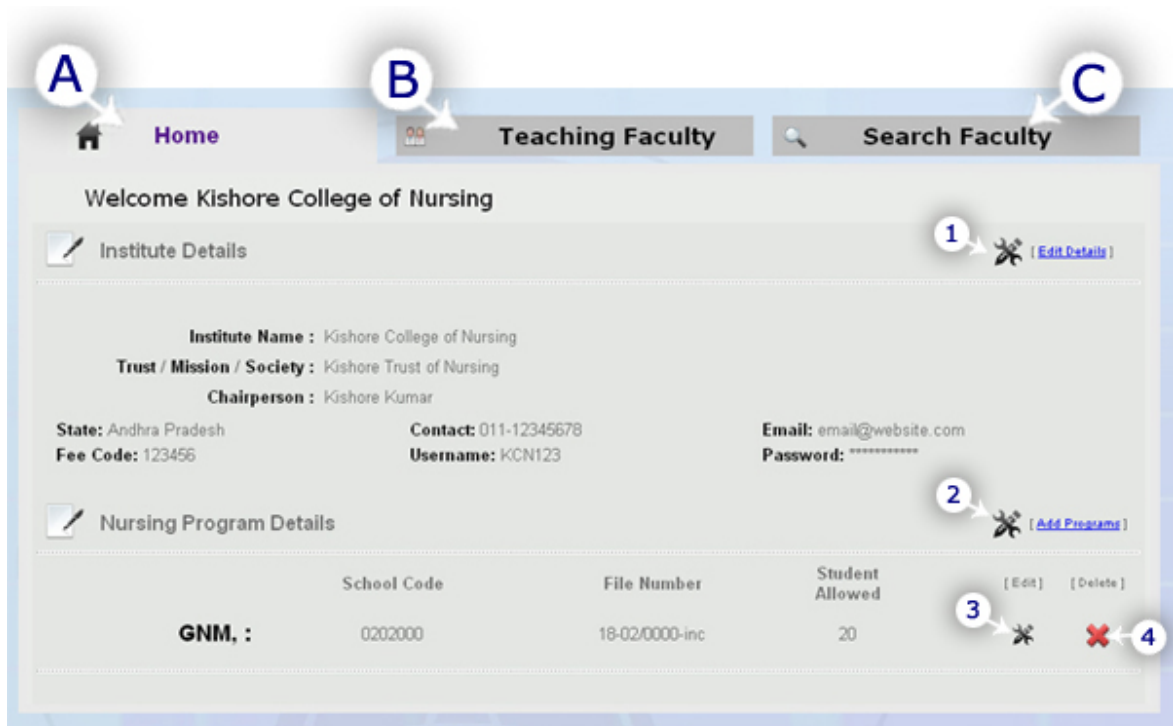 A B C
Home Teaching Faculty Search Faculty
Welcome Kishore College of Nursing
Institute Details 1 [ Edit Details ]
Institute Name : Kishore College of Nursing
Trust / Mission / Society : Kishore Trust of Nursing
Chairperson : Kishore Kumar
State: Andhra Pradesh Contact: 011-12345678 Email: email@website.com
Fee Code: 123456 Username: KCN123 Password: ***********
Nursing Program Details 2 [ Add Programs ]
School Code File Number Student Allowed [ Edit ] [ Delete ]
GNM, : 0202000 18-02/0000-inc 20 3 4